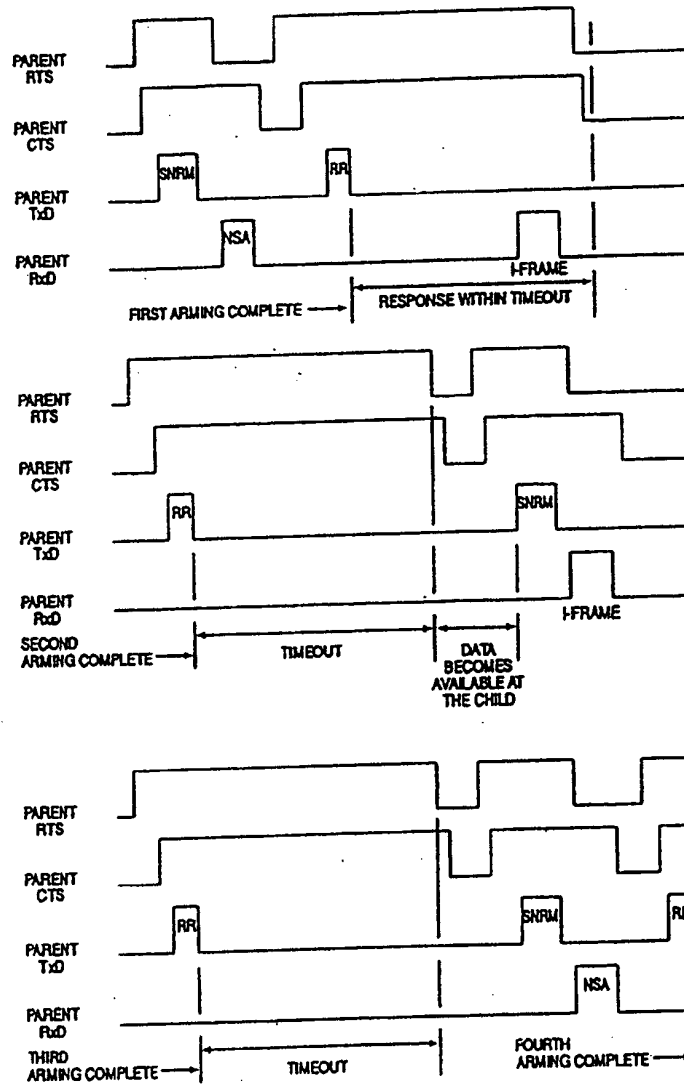 PARENT
RTS
PARENT
CTS
SNRM
RR
PARENT
TxD
NSA
PARENT
RxD
I-FRAME
FIRST ARMING COMPLETE
RESPONSE WITHIN TIMEOUT
PARENT
RTS
PARENT
CTS
RR
SNRM
PARENT
TxD
PARENT
RxD
I-FRAME
SECOND
ARMING COMPLETE
TIMEOUT
DATA
BECOMES
AVAILABLE AT
THE CHILD
PARENT
RTS
PARENT
CTS
RR
SNRM
PARENT
TxD
NSA
PARENT
RxD
THIRD
ARMING COMPLETE
TIMEOUT
FOURTH
ARMING COMPLETE